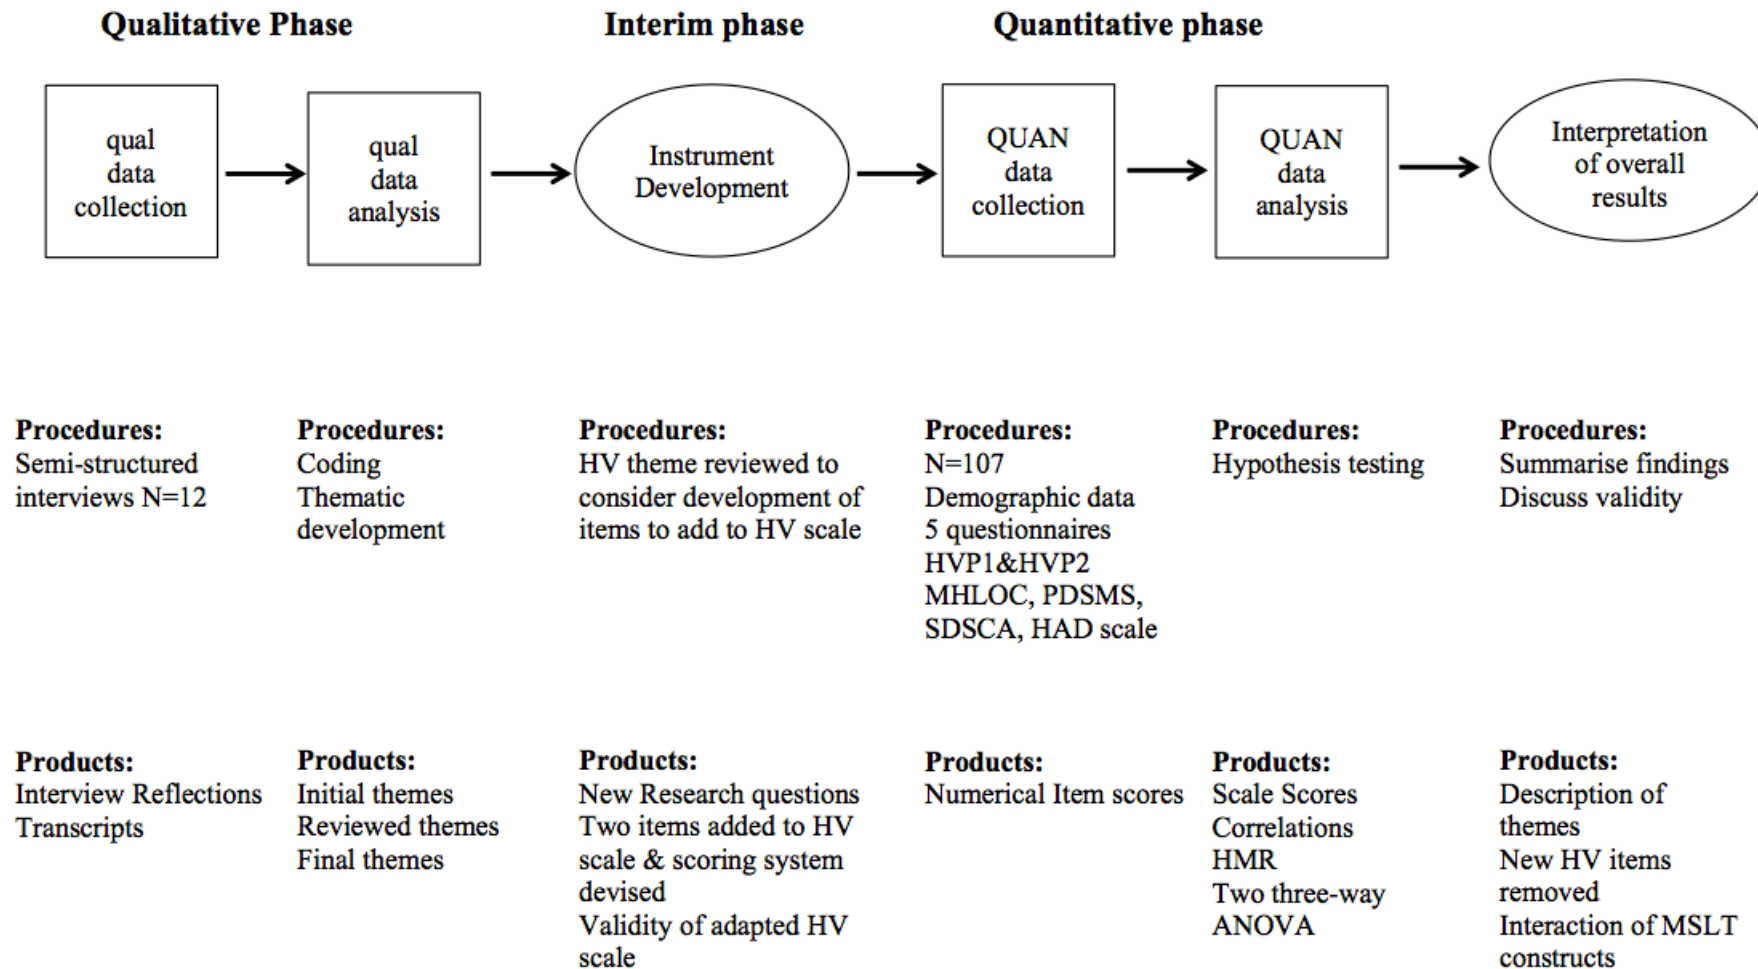 Qualitative Phase
Interim phase
Quantitative phase
qual
data
collection
qual
data
analysis
Instrument
Development
QUAN
data
collection
QUAN
data
analysis
Interpretation
of overall
results
Procedures:
Semi-structured
interviews N=12
Procedures:
Coding
Thematic
development
Procedures:
HV theme reviewed to
consider development of
items to add to HV scale
Procedures:
N=107
Demographic data
5 questionnaires
HVP1&HVP2
MHLOC, PDSMS,
SDSCA, HAD scale
Procedures:
Hypothesis testing
Procedures:
Summarise findings
Discuss validity
Products:
Interview Reflections
Transcripts
Products:
Initial themes
Reviewed themes
Final themes
Products:
New Research questions
Two items added to HV
scale & scoring system
devised
Validity of adapted HV
scale
Products:
Numerical Item scores
Products:
Scale Scores
Correlations
HMR
Two three-way
ANOVA
Products:
Description of
themes
New HV items
removed
Interaction of MSLT
constructs